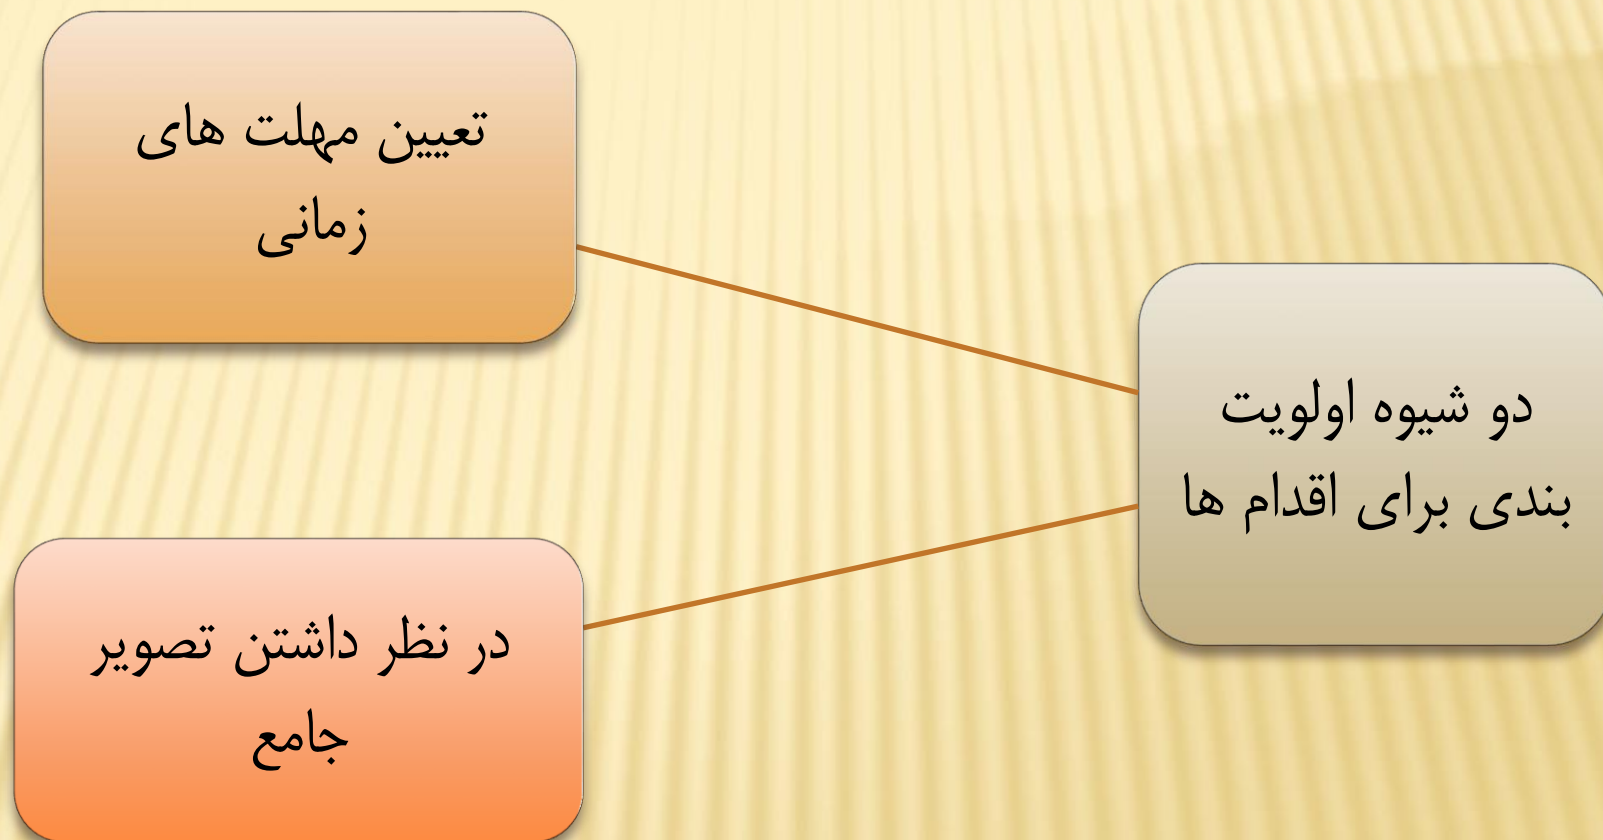 دو شیوه اولویت
بندی برای اقدام ها
تعیین مهلت های
زمانی
در نظر داشتن تصویر
جامع